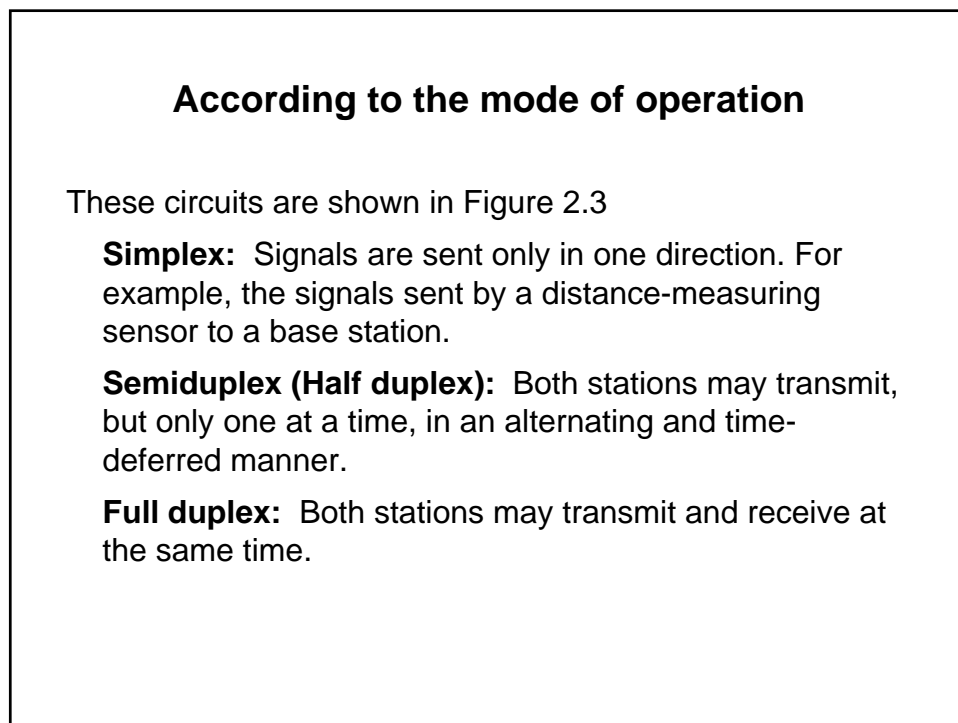 According to the mode of operation
These circuits are shown in Figure 2.3
Simplex:  Signals are sent only in one direction. For
example, the signals sent by a distance-measuring
sensor to a base station.
Semiduplex (Half duplex):  Both stations may transmit,
but only one at a time, in an alternating and time-
deferred manner.
Full duplex:  Both stations may transmit and receive at
the same time.